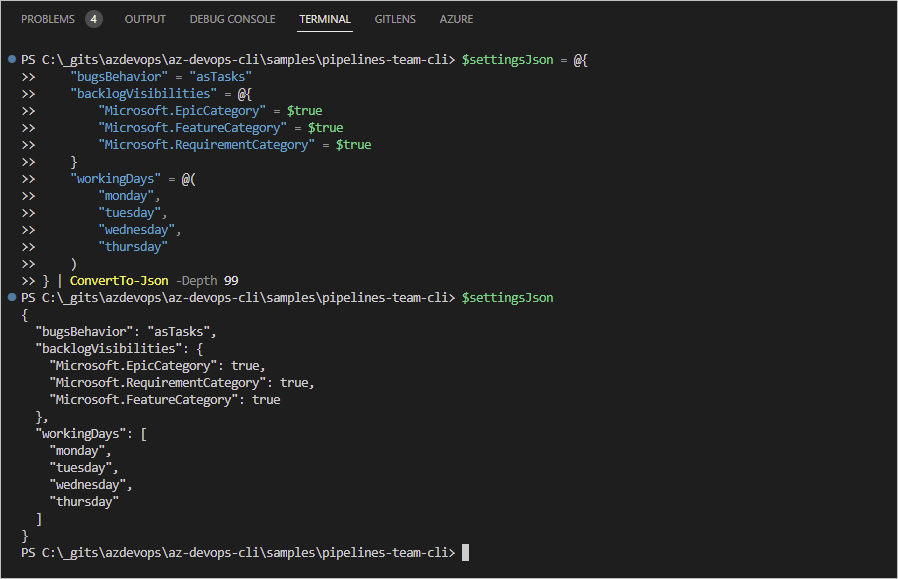 PROBLEMS 4 OUTPUT DEBUG CONSOLE TERMINAL GITLENS AZURE
PS C:\_gits\azdevops\az-devops-cli\samples\pipelines-team-cli> $settingsJson = @{
>>     "bugsBehavior" = "asTasks"
>>     "backlogVisibilities" = @{
>>         "Microsoft.EpicCategory" = $true
>>         "Microsoft.FeatureCategory" = $true
>>         "Microsoft.RequirementCategory" = $true
>>     }
>>     "workingDays" = @(
>>         "monday",
>>         "tuesday",
>>         "wednesday",
>>         "thursday"
>>     )
>> } | ConvertTo-Json -Depth 99
PS C:\_gits\azdevops\az-devops-cli\samples\pipelines-team-cli> $settingsJson
{
  "bugsBehavior": "asTasks",
  "backlogVisibilities": {
    "Microsoft.EpicCategory": true,
    "Microsoft.RequirementCategory": true,
    "Microsoft.FeatureCategory": true
  },
  "workingDays": [
    "monday",
    "tuesday",
    "wednesday",
    "thursday"
  ]
}
PS C:\_gits\azdevops\az-devops-cli\samples\pipelines-team-cli>